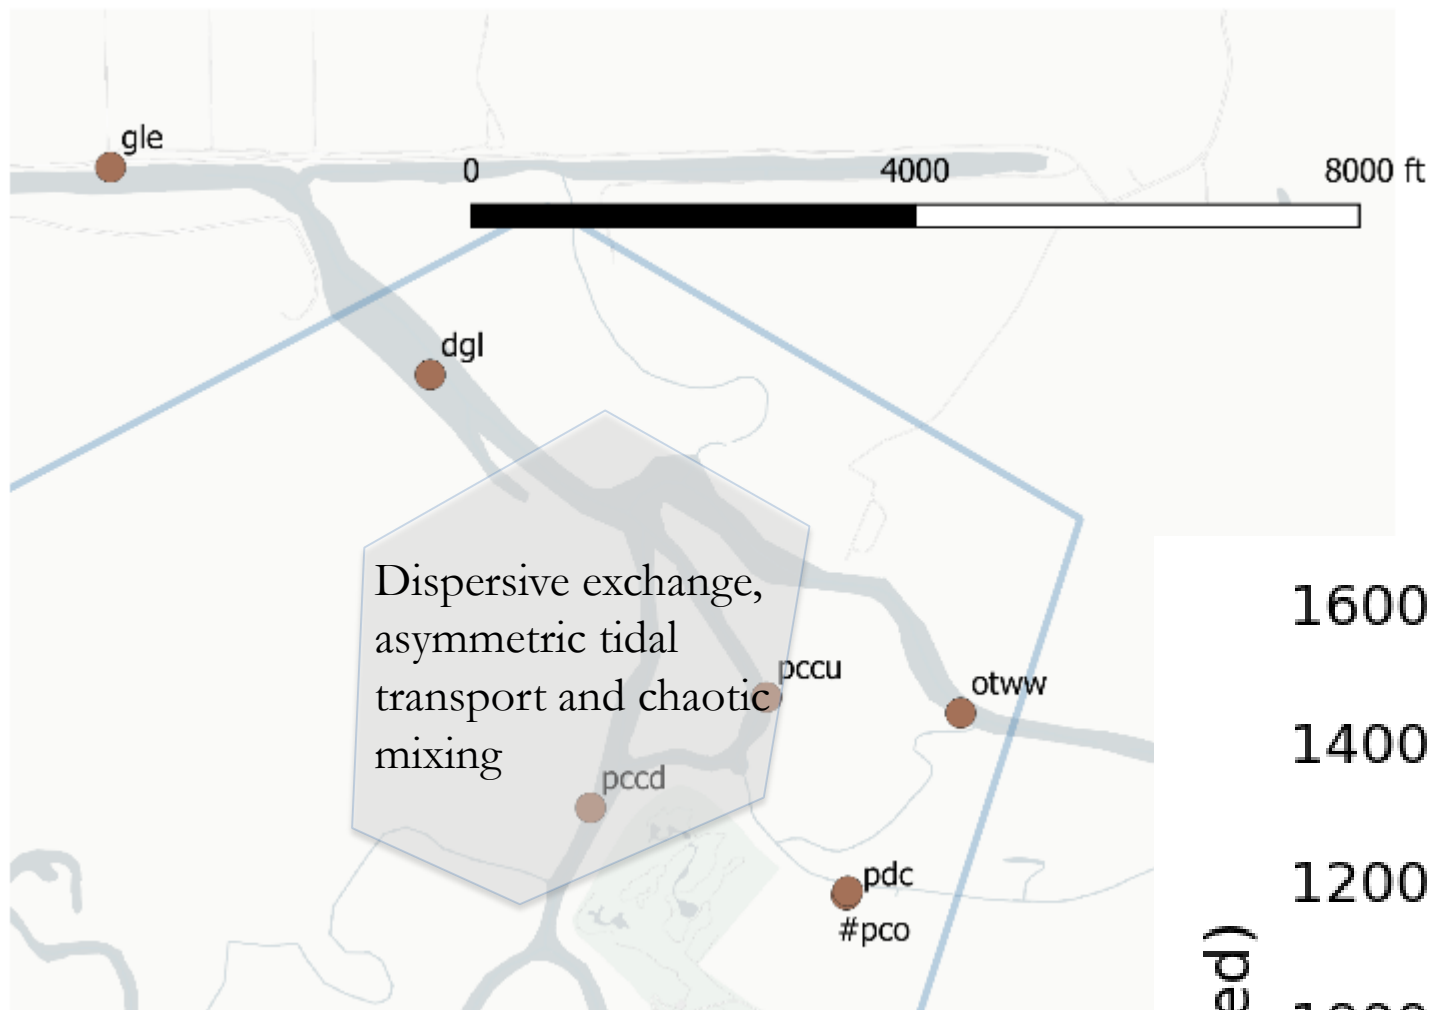 gle
0 4000 8000 ft
dgl
Dispersive exchange,
asymmetric tidal
transport and chaotic
mixing
pccu
otww
pccd
pdc
#pco
1600
1400
1200